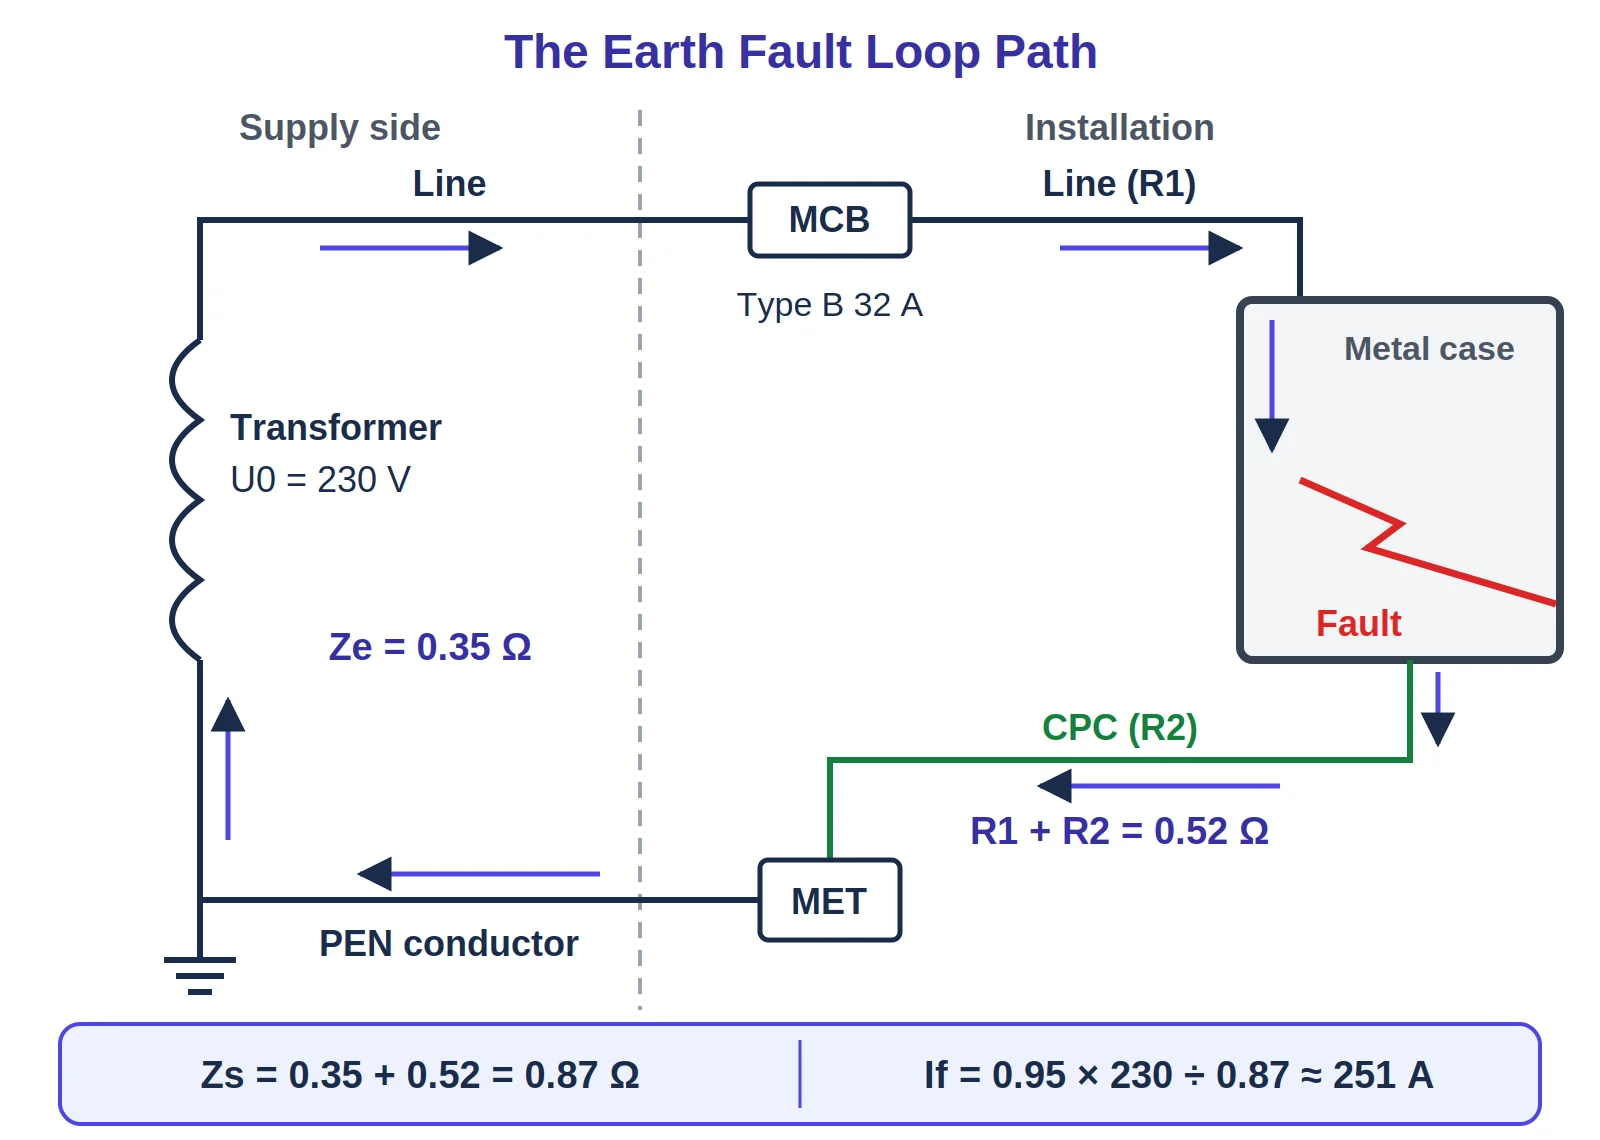 The Earth Fault Loop Path
Supply side
Installation
Line
Line (R1)
MCB
Type B 32 A
Metal case
Transformer
U0 = 230 V
Fault
Ze = 0.35 Ω
CPC (R2)
R1 + R2 = 0.52 Ω
MET
PEN conductor
Zs = 0.35 + 0.52 = 0.87 Ω
If = 0.95 × 230 ÷ 0.87 ≈ 251 A